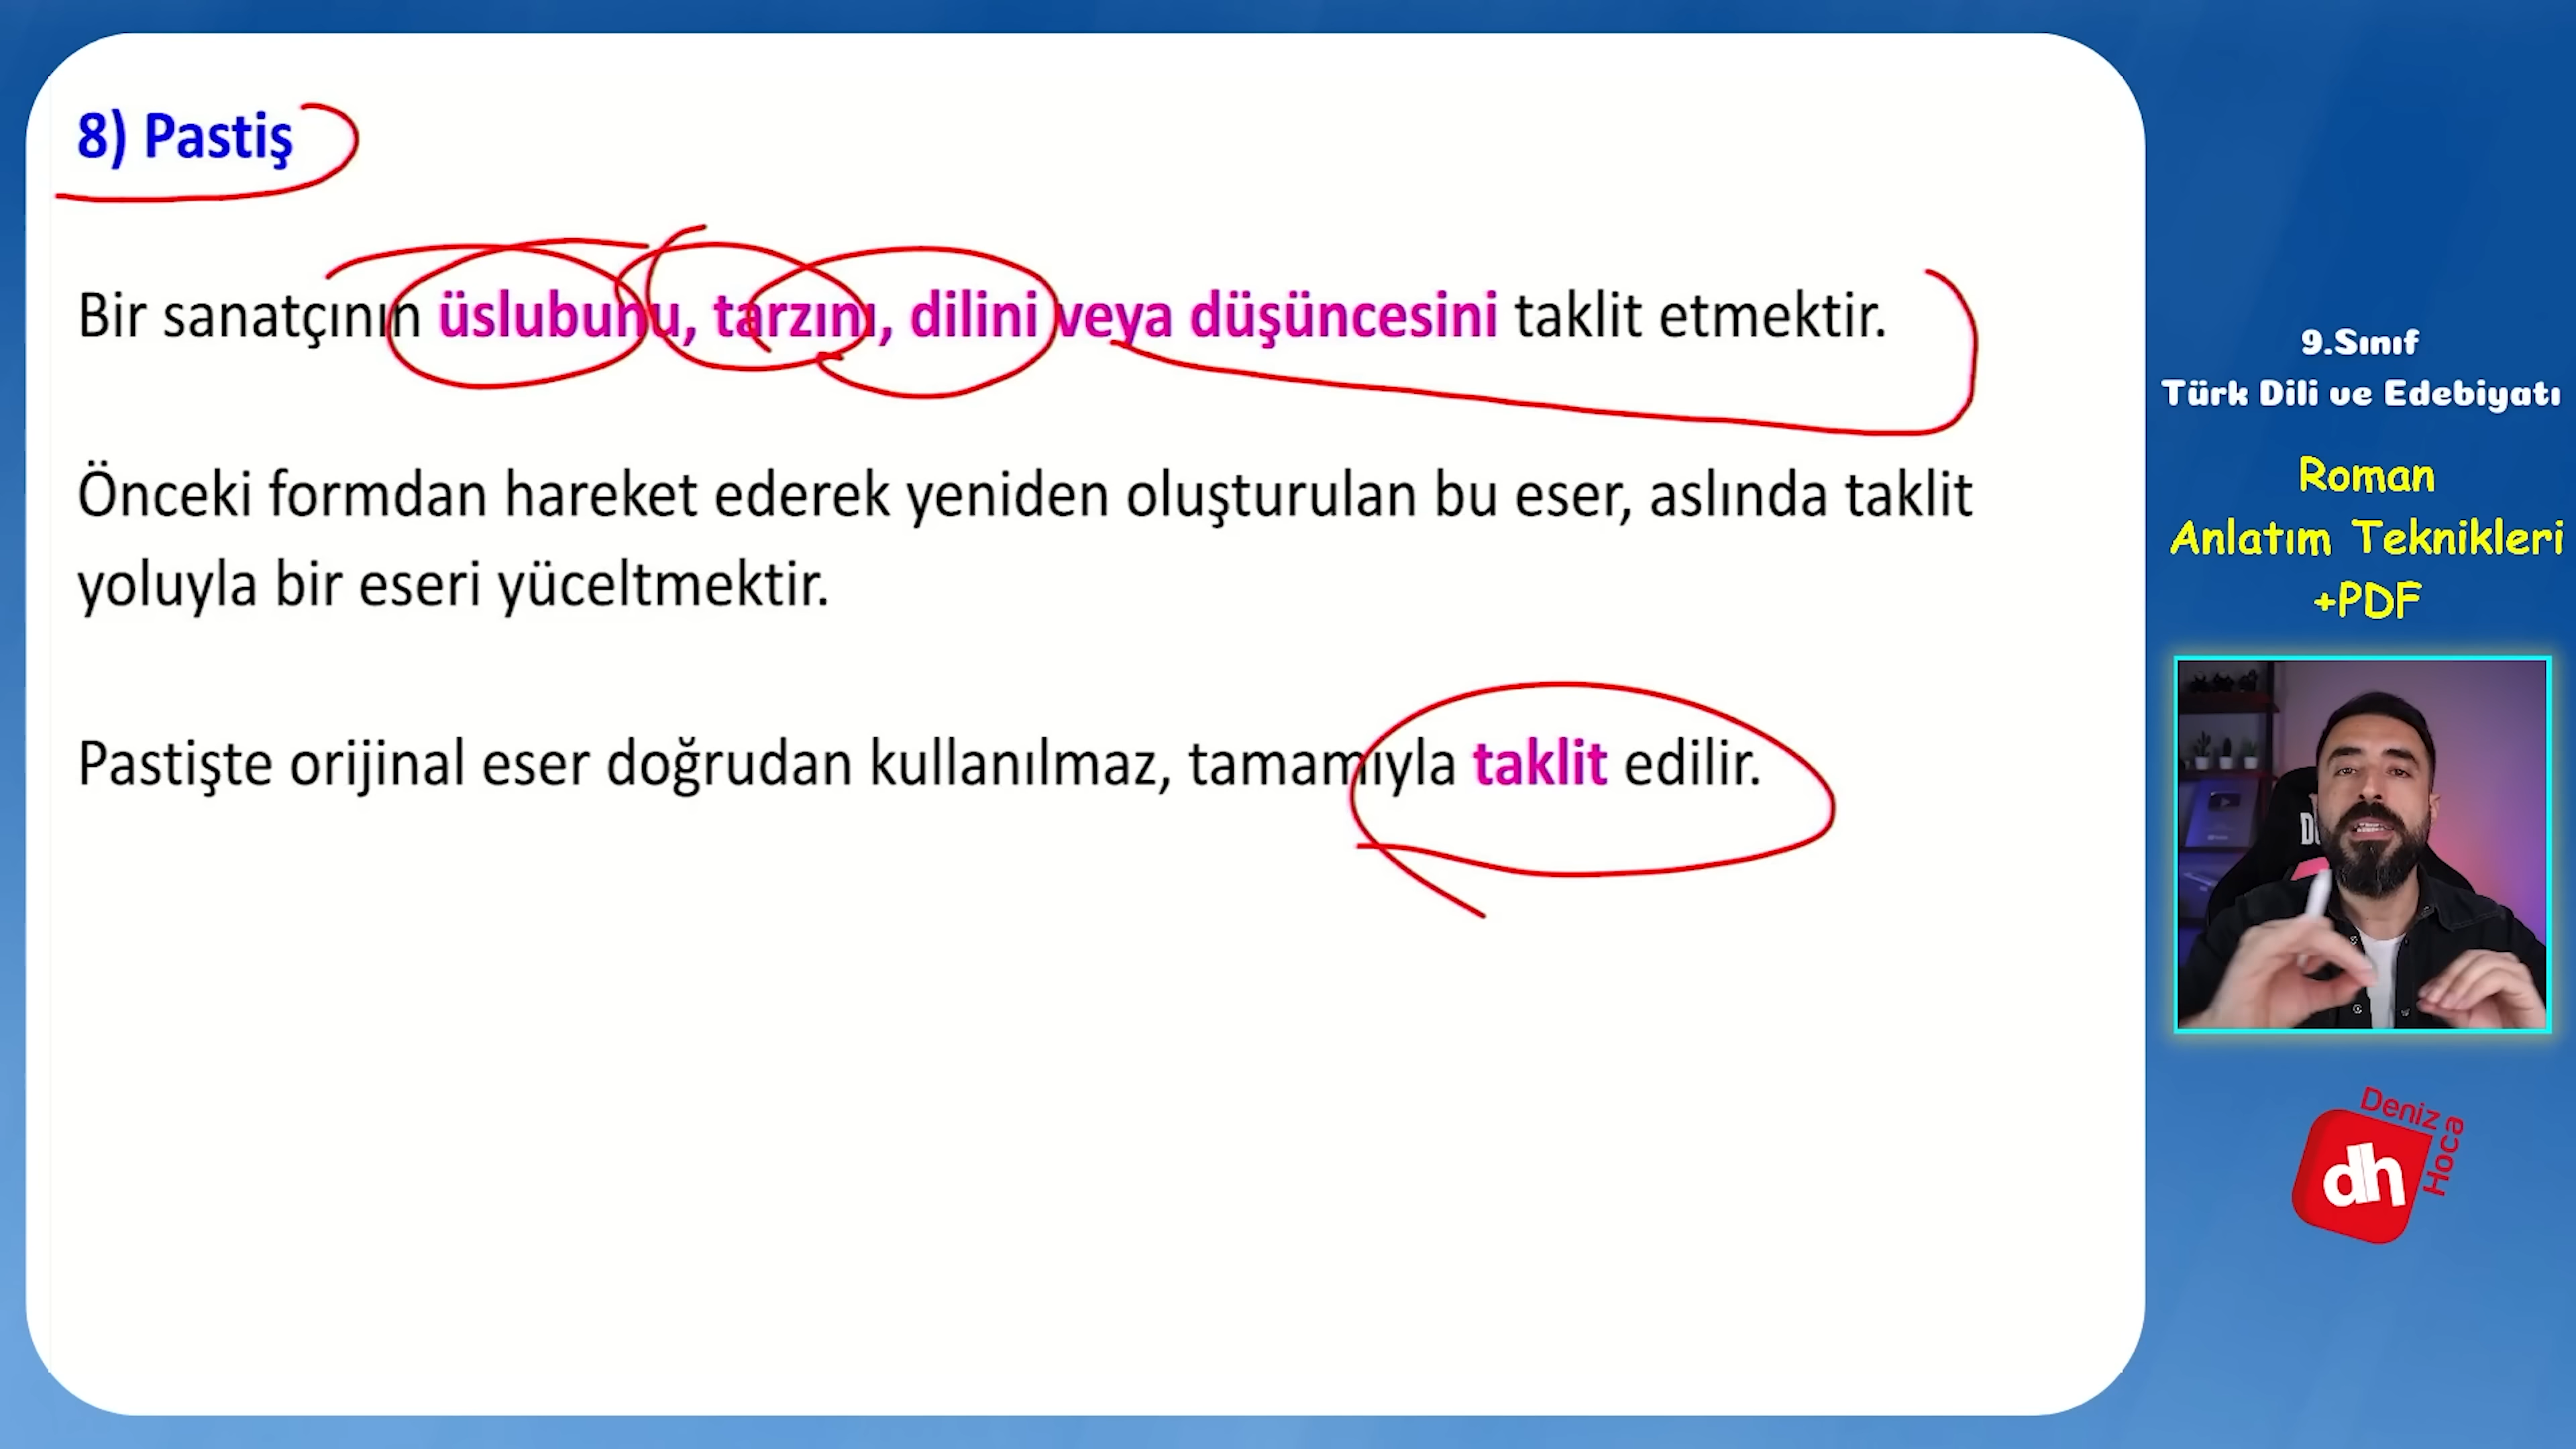 8) Pastiş
Bir sanatçının üslubunu, tarzını, dilini veya düşüncesini taklit etmektir.
Önceki formdan hareket ederek yeniden oluşturulan bu eser, aslında taklit
yoluyla bir eseri yüceltmektir.
Pastişte orijinal eser doğrudan kullanılmaz, tamamıyla taklit edilir.
9.Sınıf
Türk Dili ve Edebiyatı
Roman
Anlatım Teknikleri
+PDF
Deniz
Hoca
dh